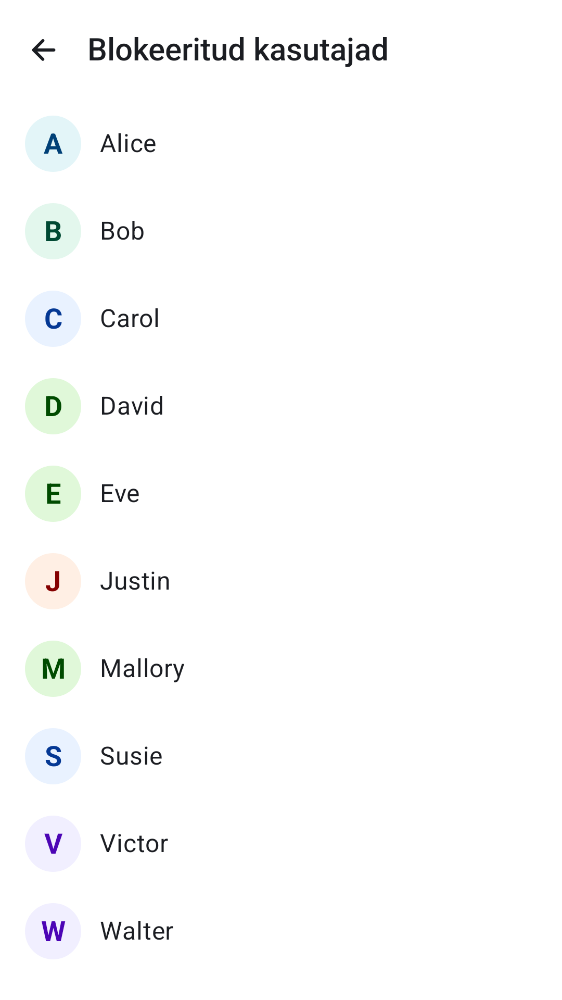 Blokeeritud kasutajad
A Alice
B Bob
C Carol
D David
E Eve
J Justin
M Mallory
S Susie
V Victor
W Walter